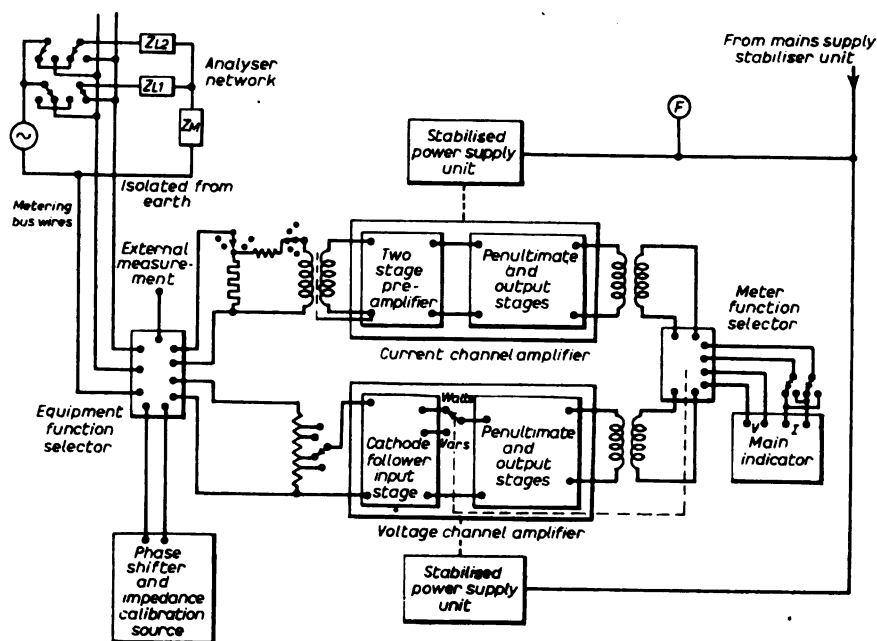 From mains supply
stabiliser unit
ZL2
Analyser
network
ZL1
ZM
F
Stabilised
power supply
unit
Isolated from
earth
Metering
bus wires
External
measure-
ment
Two
stage
pre-
amplifier
Penultimate
and
output
stages
Meter
function
selector
Current channel amplifier
Equipment
function
selector
Watts
Wars
Cathode
follower
input
stage
Penultimate
and
output
stages
V
I
Main
indicator
Voltage channel amplifier
Phase
shifter
and
impedance
calibration
source
Stabilised
power supply
unit